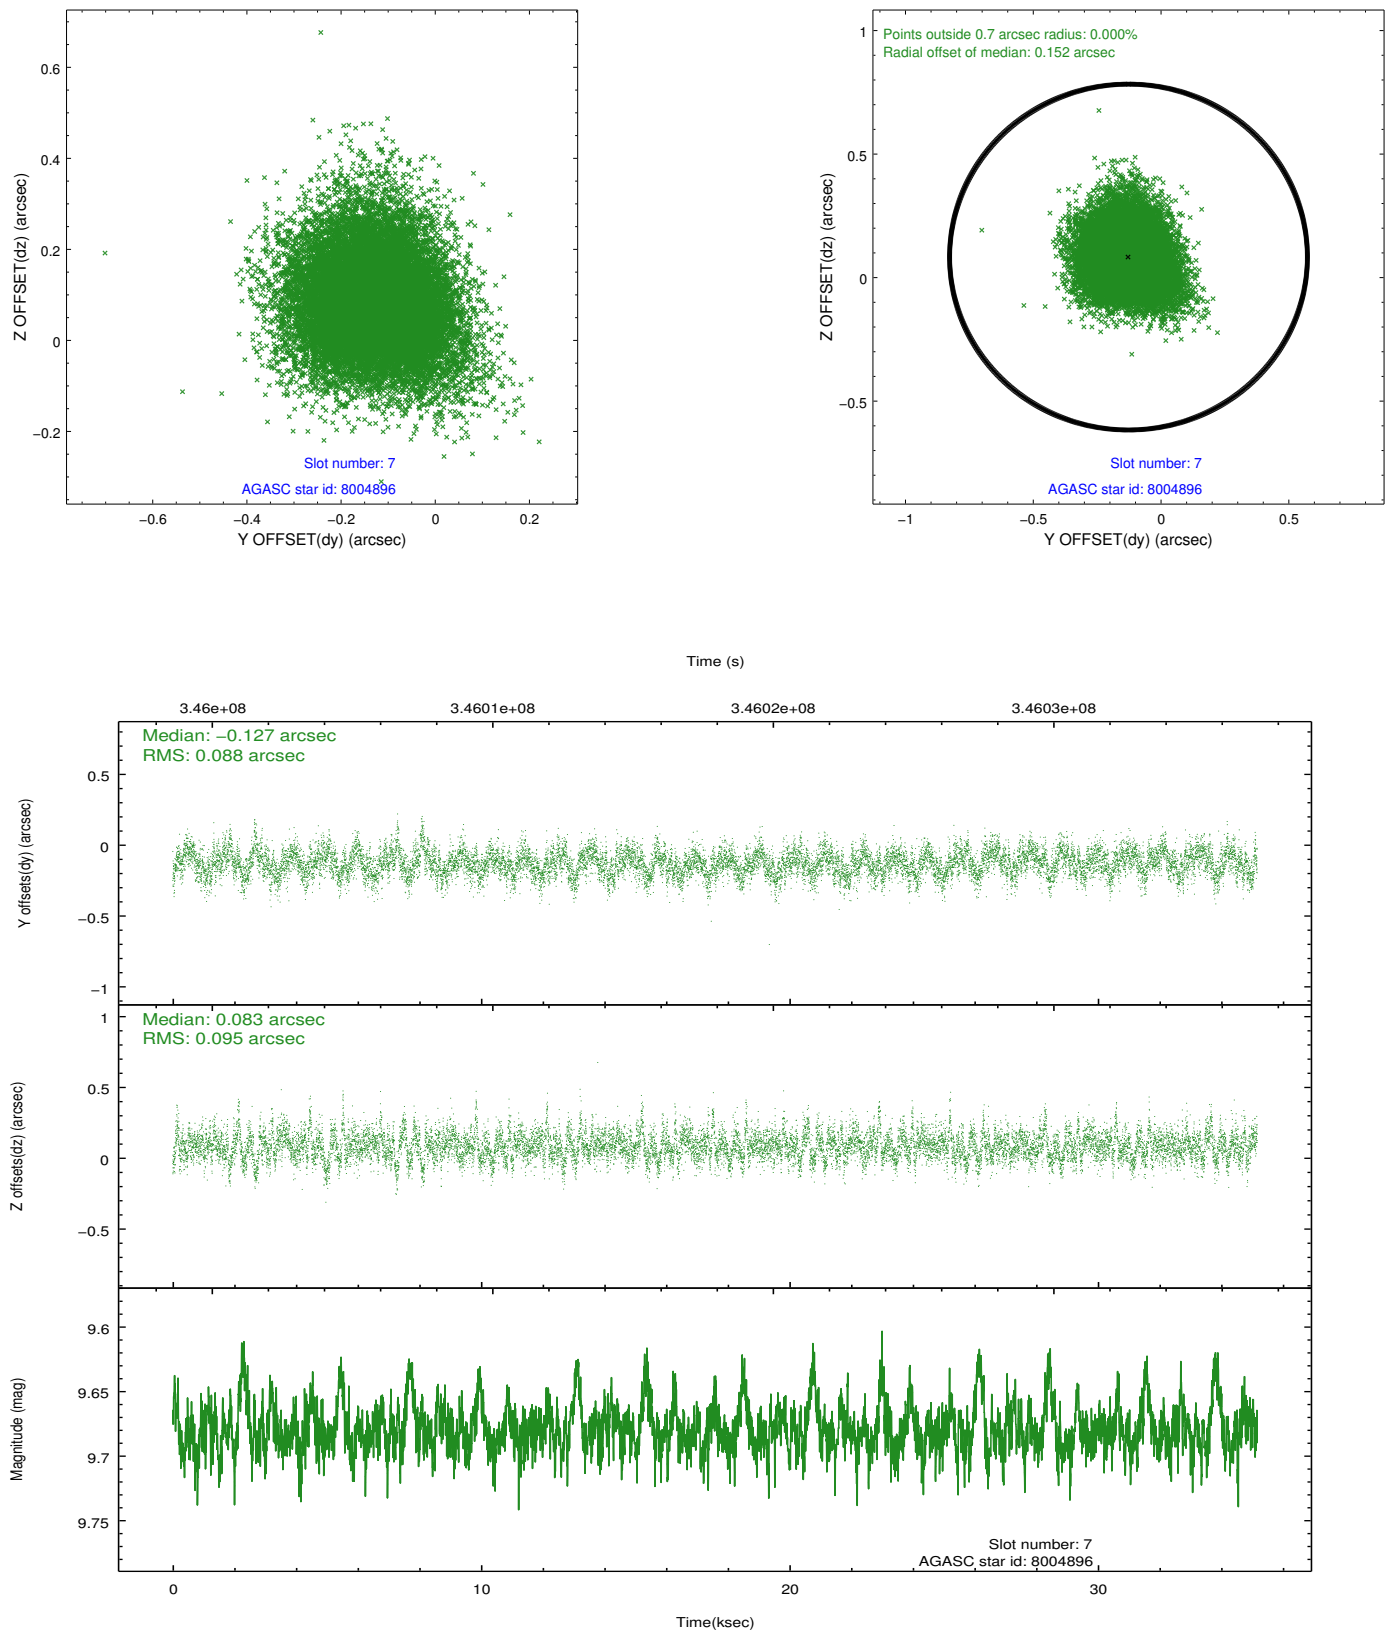 0.6
0.4
0.2
0
−0.2
Z OFFSET(dz) (arcsec)
−0.6
−0.4
−0.2
0
0.2
Y OFFSET(dy) (arcsec)
Slot number: 7
AGASC star id: 8004896
Points outside 0.7 arcsec radius: 0.000%
Radial offset of median: 0.152 arcsec
1
0.5
0
−0.5
Z OFFSET(dz) (arcsec)
−1
−0.5
0
0.5
Y OFFSET(dy) (arcsec)
Slot number: 7
AGASC star id: 8004896
Time (s)
3.46e+08
3.4601e+08
3.4602e+08
3.4603e+08
Median: −0.127 arcsec
RMS: 0.088 arcsec
0.5
0
−0.5
−1
Y offsets(dy) (arcsec)
Median: 0.083 arcsec
RMS: 0.095 arcsec
1
0.5
0
−0.5
Z offsets(dz) (arcsec)
9.6
9.65
9.7
9.75
Magnitude (mag)
Slot number: 7
AGASC star id: 8004896
0
10
20
30
Time(ksec)